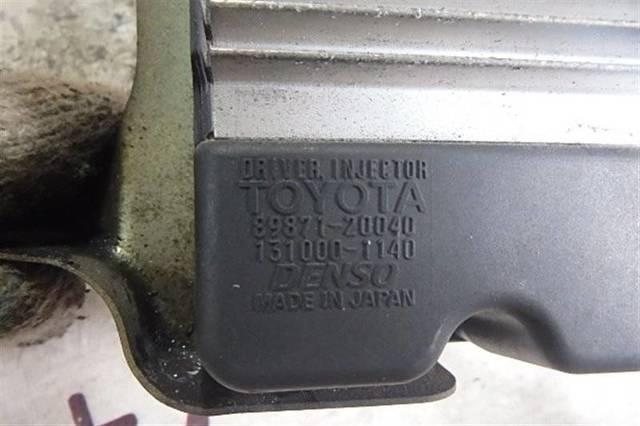 DRIVER, INJECTOR
TOYOTA
89871-20040
131000-1140
DENSO
MADE IN JAPAN